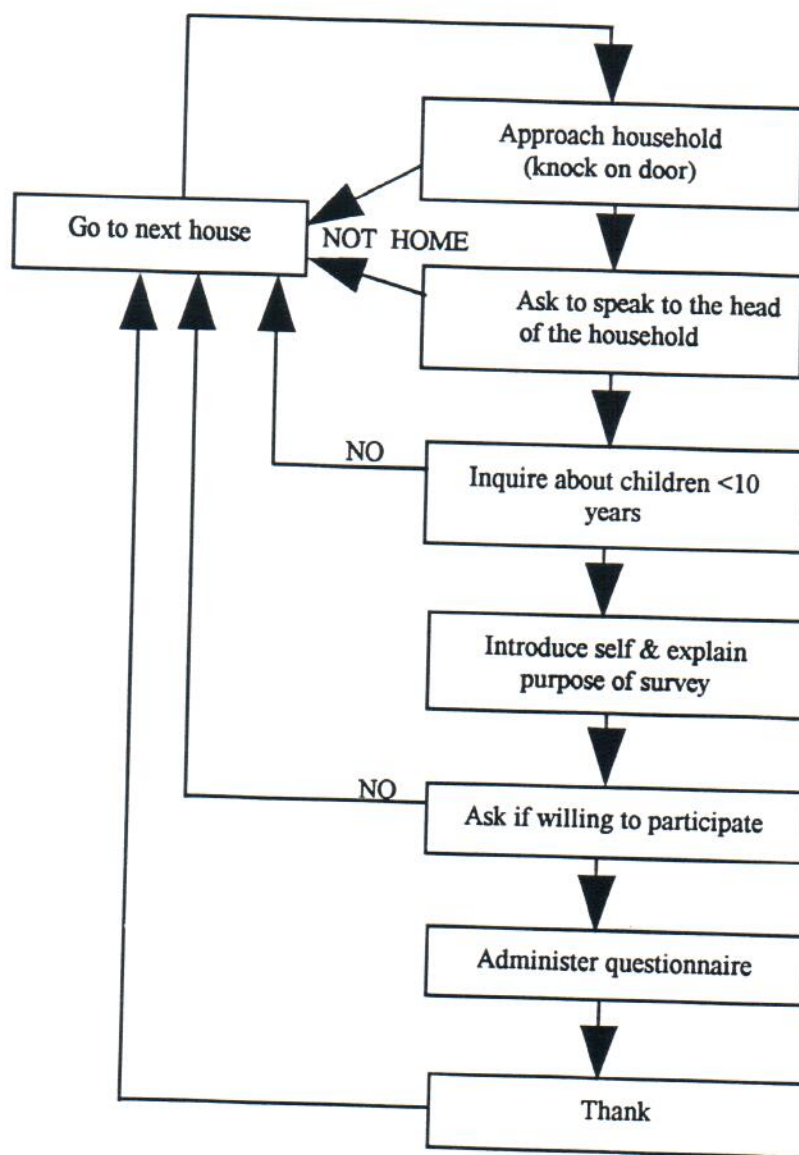 Approach household
(knock on door)
Go to next house
NOT HOME
Ask to speak to the head
of the household
NO
Inquire about children <10
years
Introduce self & explain
purpose of survey
NO
Ask if willing to participate
Administer questionnaire
Thank